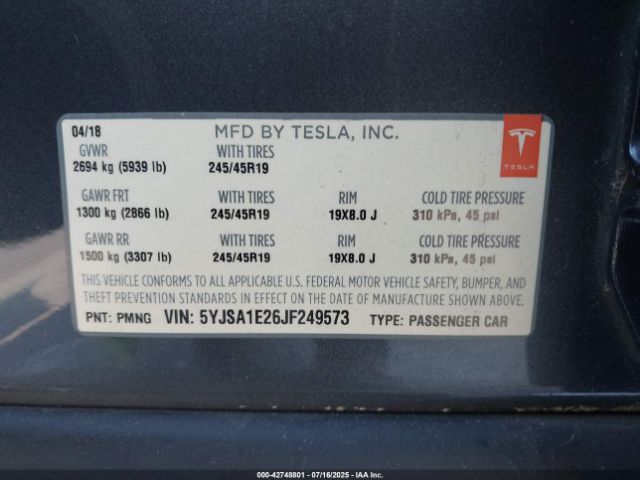 04/18 MFD BY TESLA, INC.
GVWR WITH TIRES
2694 kg (5939 lb) 245/45R19
TESLA
GAWR FRT WITH TIRES RIM COLD TIRE PRESSURE
1300 kg (2866 lb) 245/45R19 19X8.0 J 310 kPa, 45 psi
GAWR RR WITH TIRES RIM COLD TIRE PRESSURE
1500 kg (3307 lb) 245/45R19 19X8.0 J 310 kPa, 45 psi
THIS VEHICLE CONFORMS TO ALL APPLICABLE U.S. FEDERAL MOTOR VEHICLE SAFETY, BUMPER, AND
THEFT PREVENTION STANDARDS IN EFFECT ON THE DATE OF MANUFACTURE SHOWN ABOVE.
PNT: PMNG VIN: 5YJSA1E26JF249573 TYPE: PASSENGER CAR
000-42748801 - 07/16/2025 - IAA Inc.